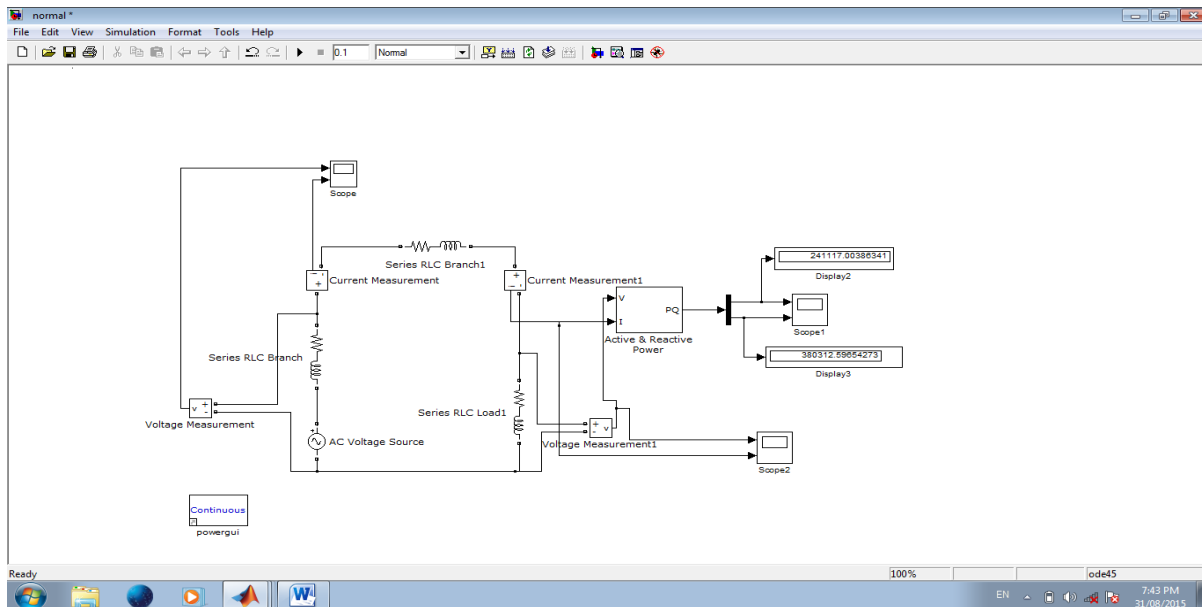 normal *
File Edit View Simulation Format Tools Help
0.1 Normal
Scope
Series RLC Branch1
Current Measurement
Current Measurement1
241117.00386341
Display2
V
I
PQ
Active & Reactive
Power
Scope1
380312.59654273
Display3
Series RLC Branch
Series RLC Load1
v
Voltage Measurement
AC Voltage Source
v
Voltage Measurement1
Scope2
Continuous
powergui
Ready 100% ode45
EN 7:43 PM
31/08/2015